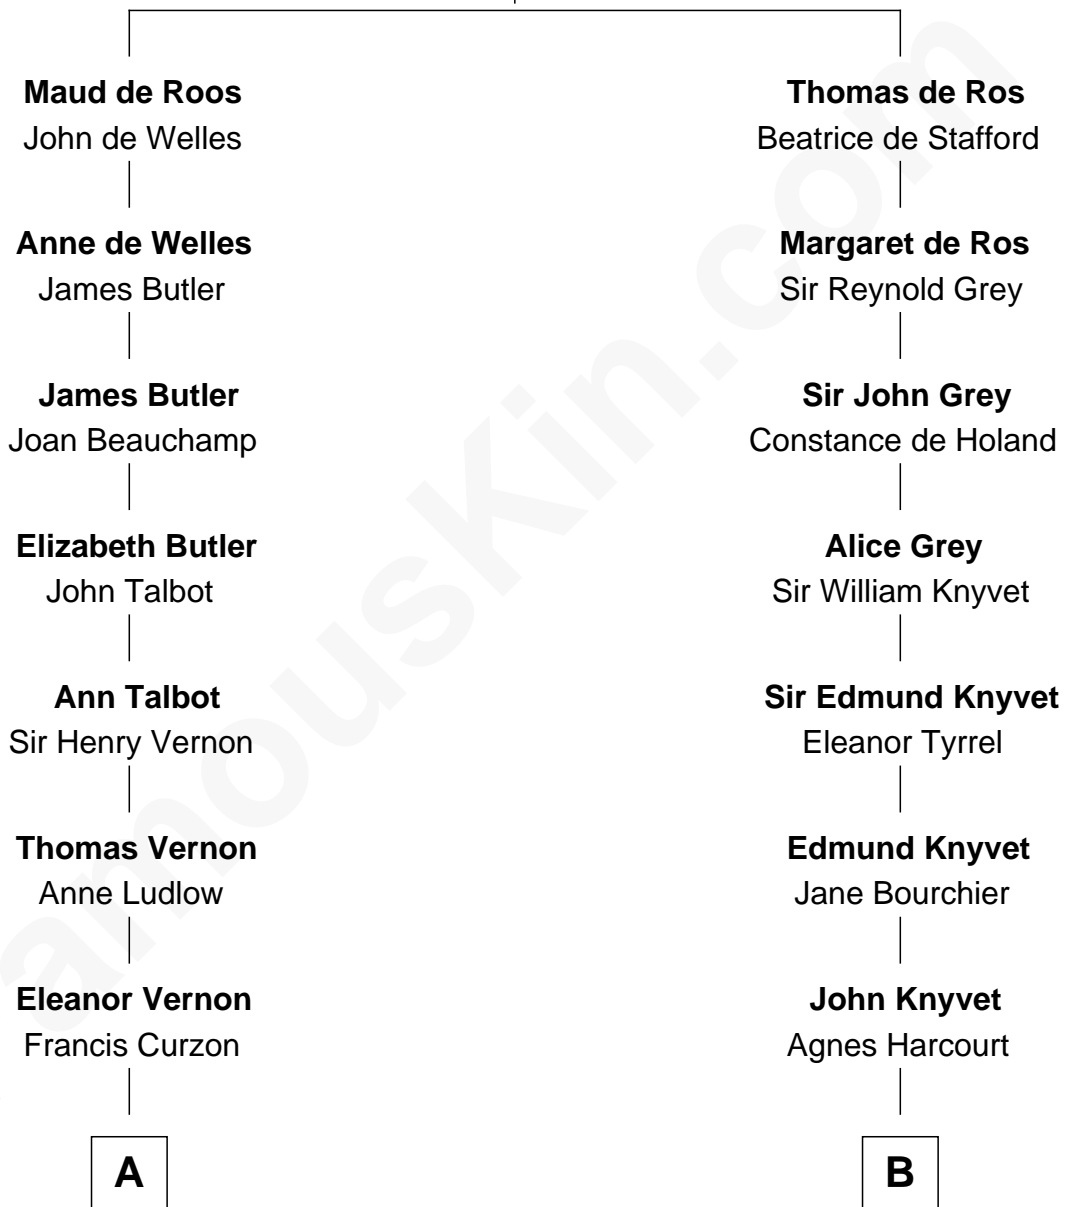 Maud de Roos
John de Welles
Thomas de Ros
Beatrice de Stafford
Anne de Welles
James Butler
Margaret de Ros
Sir Reynold Grey
James Butler
Joan Beauchamp
Sir John Grey
Constance de Holand
Elizabeth Butler
John Talbot
Alice Grey
Sir William Knyvet
Ann Talbot
Sir Henry Vernon
Sir Edmund Knyvet
Eleanor Tyrrel
Thomas Vernon
Anne Ludlow
Edmund Knyvet
Jane Bourchier
Eleanor Vernon
Francis Curzon
John Knyvet
Agnes Harcourt
A
B
amouskin.com